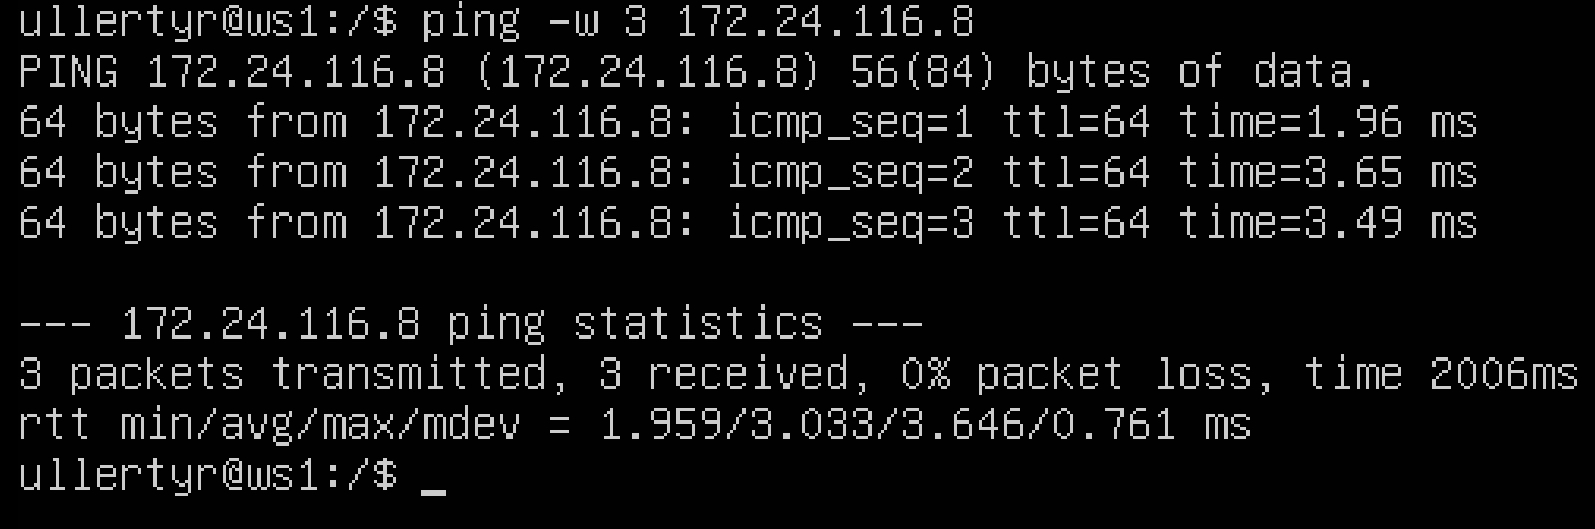 ullertyr@ws1:/$ ping -w 3 172.24.116.8
PING 172.24.116.8 (172.24.116.8) 56(84) bytes of data.
64 bytes from 172.24.116.8: icmp_seq=1 ttl=64 time=1.96 ms
64 bytes from 172.24.116.8: icmp_seq=2 ttl=64 time=3.65 ms
64 bytes from 172.24.116.8: icmp_seq=3 ttl=64 time=3.49 ms
--- 172.24.116.8 ping statistics ---
3 packets transmitted, 3 received, 0% packet loss, time 2006ms
rtt min/avg/max/mdev = 1.959/3.033/3.646/0.761 ms
ullertyr@ws1:/$ _